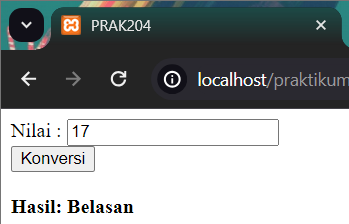 PRAK204
localhost/praktikum
Nilai : 17
Konversi
Hasil: Belasan